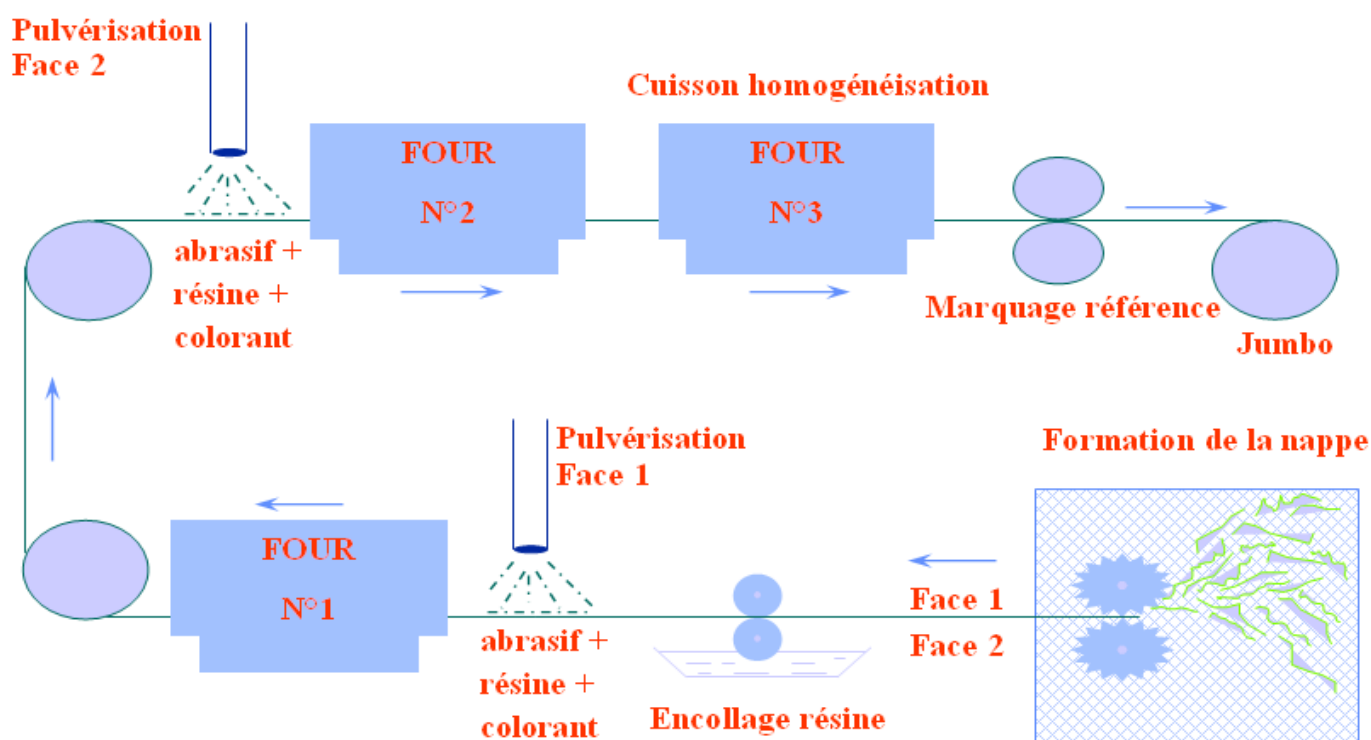 Pulvérisation
Face 2
Cuisson homogénéisation
FOUR
N°2
FOUR
N°3
abrasif +
résine +
colorant
Marquage référence
Jumbo
Pulvérisation
Face 1
Formation de la nappe
FOUR
N°1
Face 1
Face 2
abrasif +
résine +
colorant
Encollage résine